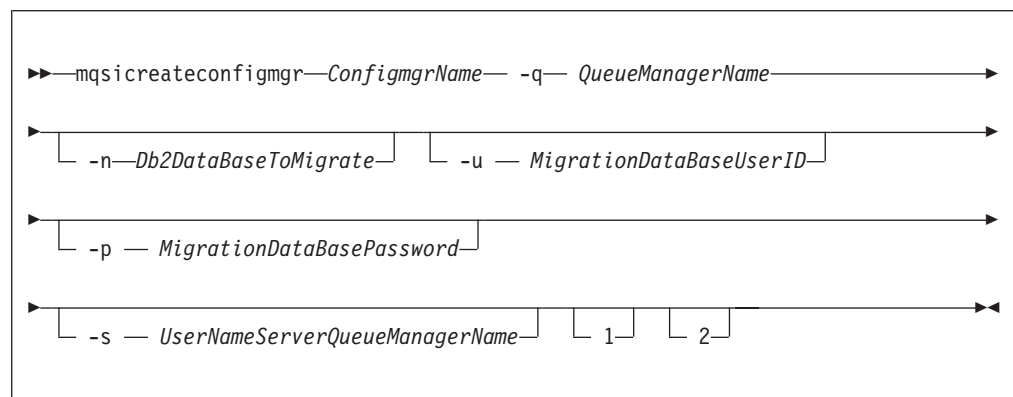 mqsicreateconfigmgr ConfigmgrName -q QueueManagerName
-n Db2DataBaseToMigrate -u MigrationDataBaseUserID
-p MigrationDataBasePassword
-s UserNameServerQueueManagerName 1 2